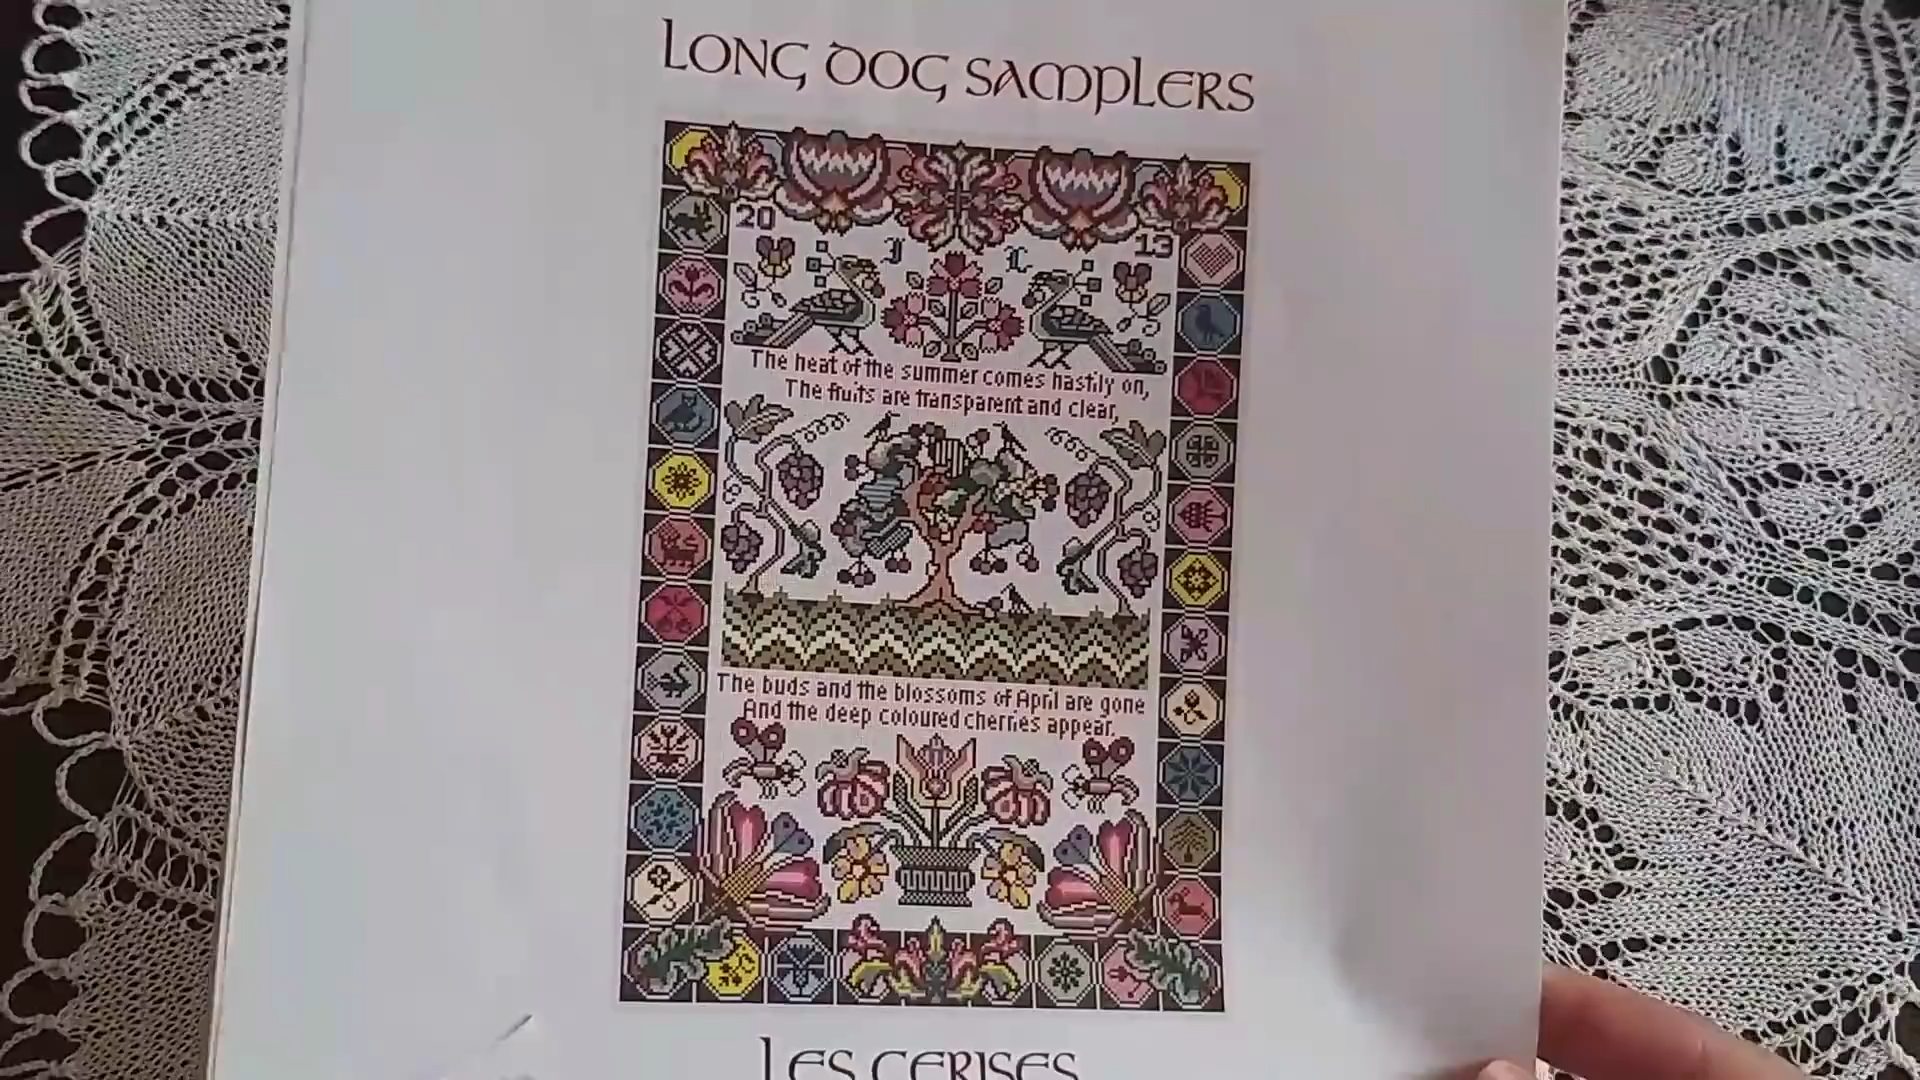 LONG DOG SAMPLERS
20
13
J L
The heat of the summer comes hastily on,
The fruits are transparent and clear,
The buds and the blossoms of April are gone
And the deep coloured cherries appear.
LES CERISES